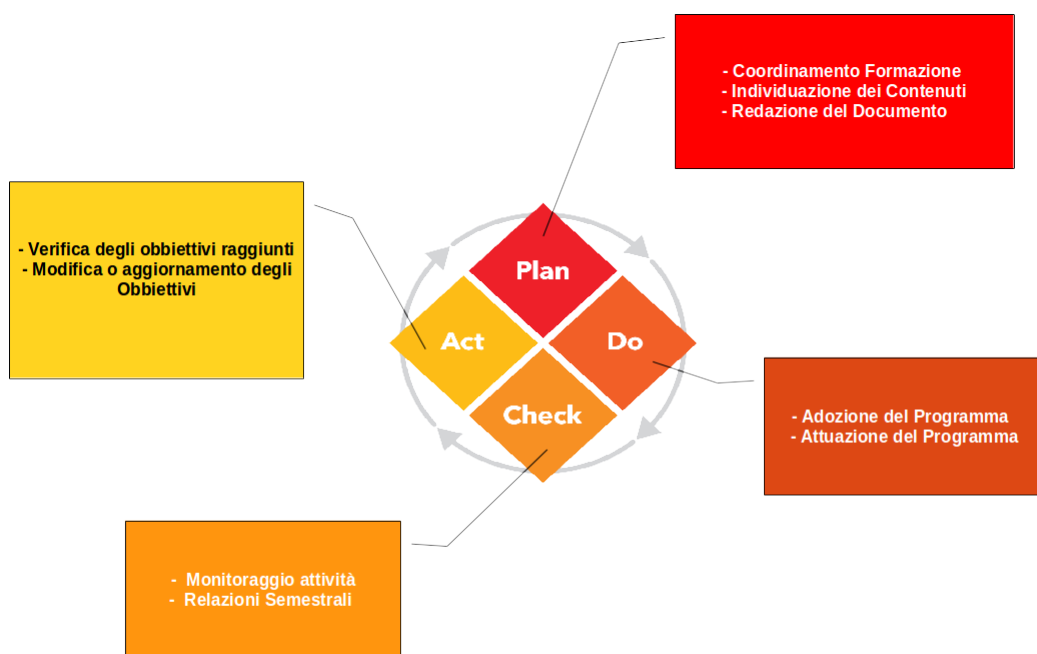 - Coordinamento Formazione
- Individuazione dei Contenuti
- Redazione del Documento
- Verifica degli obbiettivi raggiunti
- Modifica o aggiornamento degli
Obbiettivi
Plan
Act
Do
Check
- Adozione del Programma
- Attuazione del Programma
- Monitoraggio attività
- Relazioni Semestrali